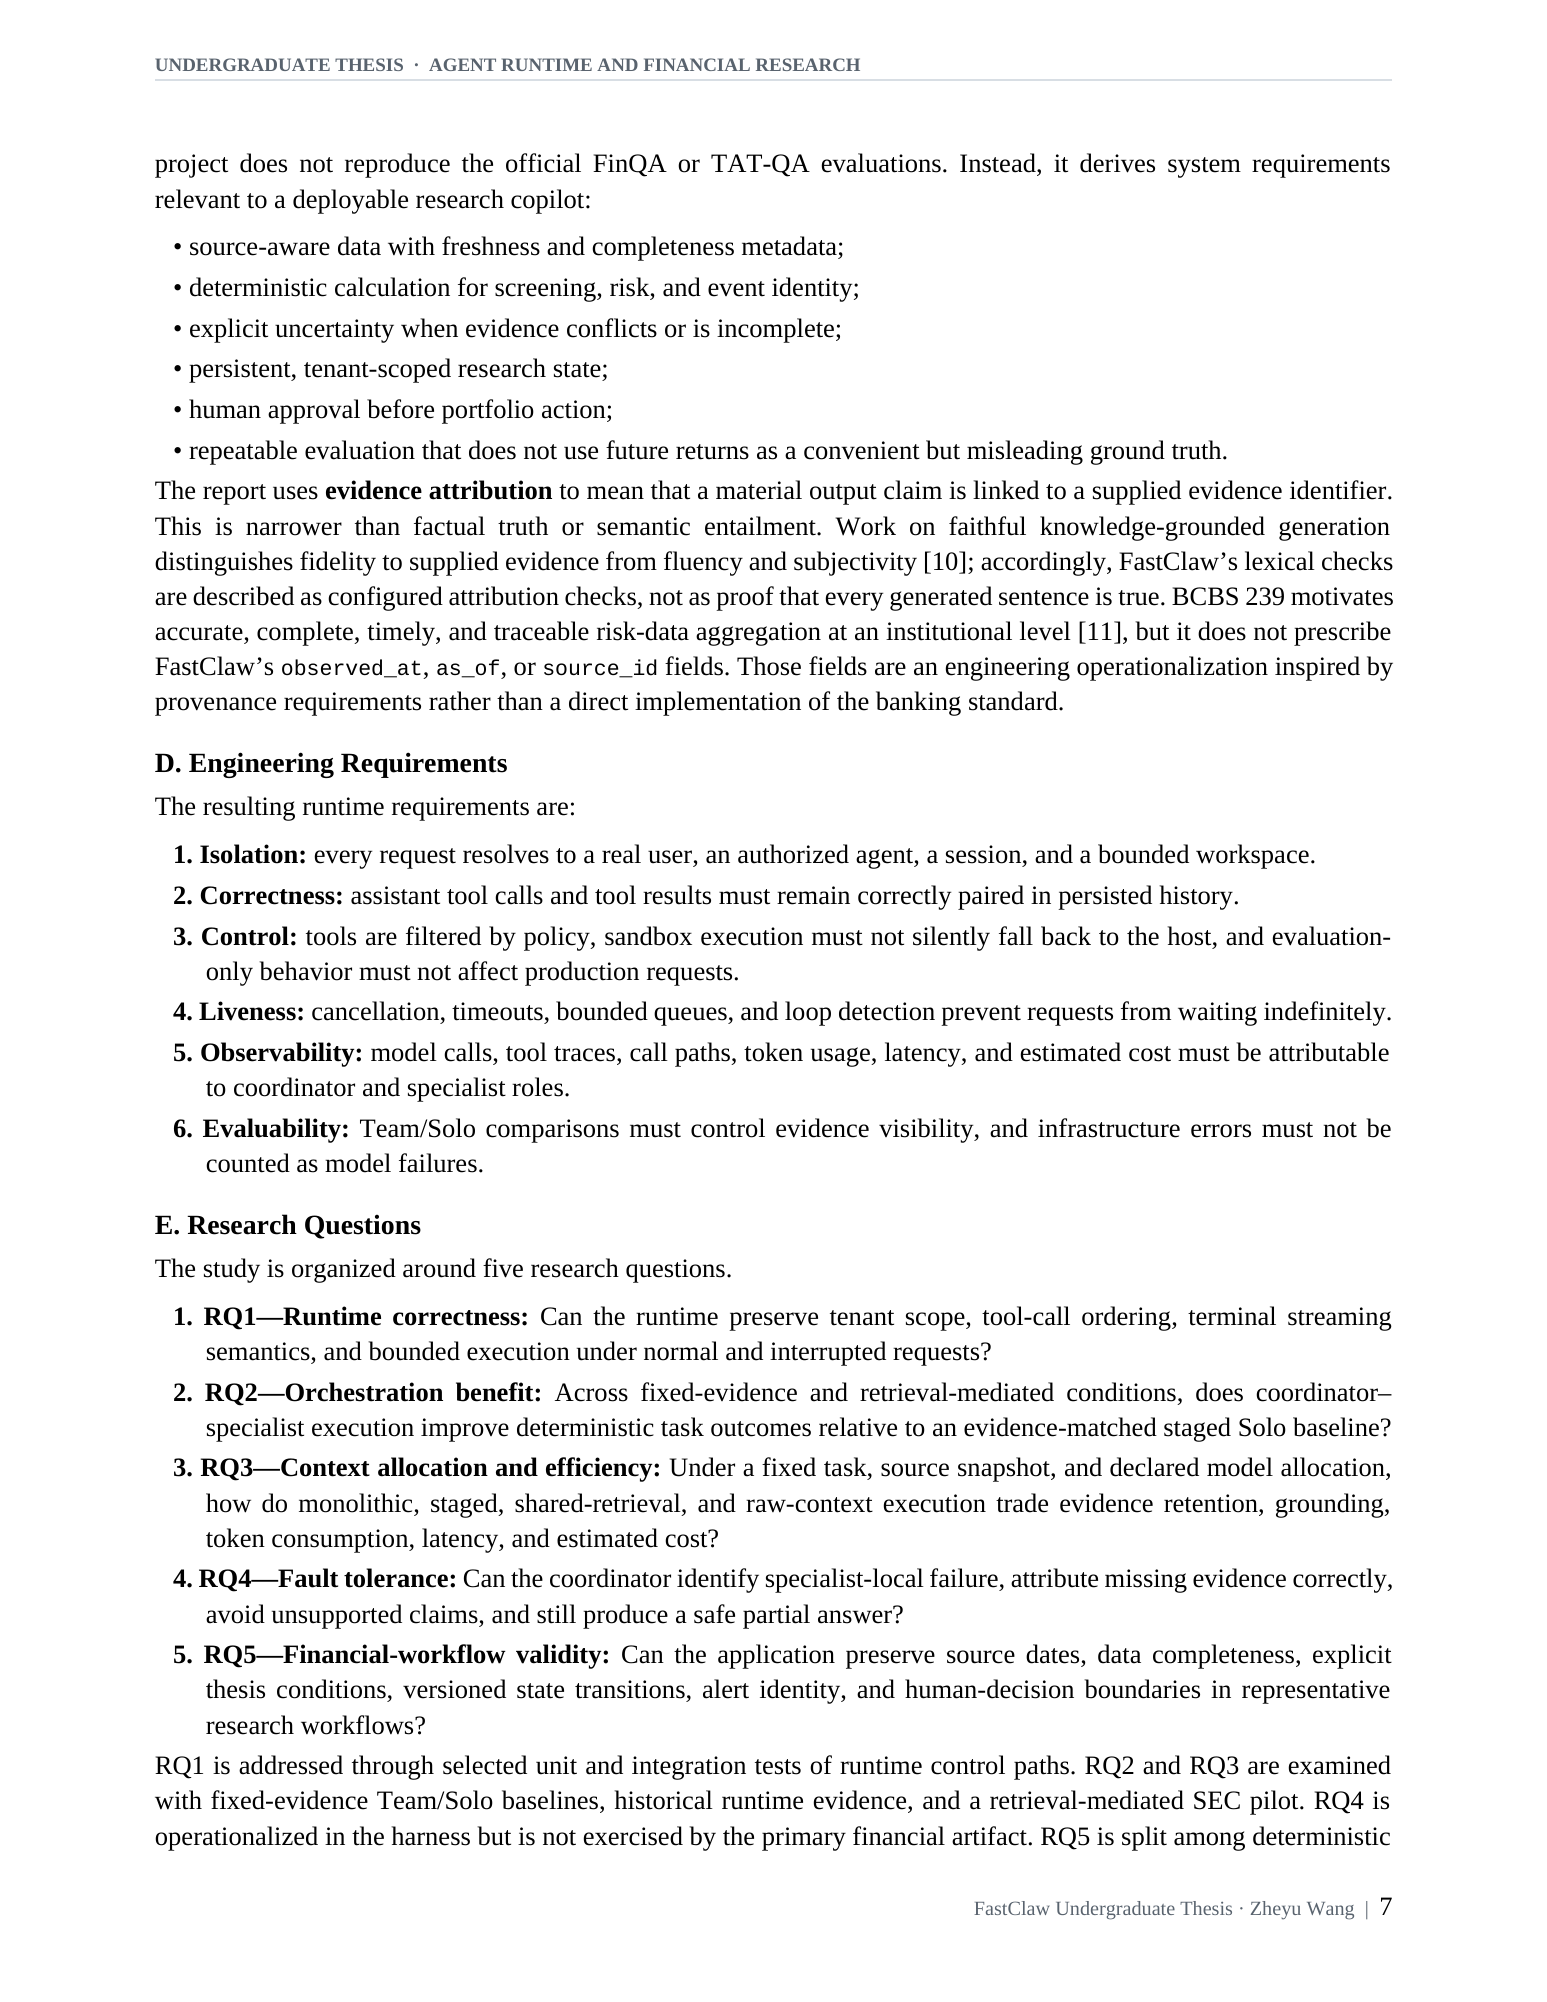 UNDERGRADUATE THESIS · AGENT RUNTIME AND FINANCIAL RESEARCH
project does not reproduce the official FinQA or TAT-QA evaluations. Instead, it derives system requirements
relevant to a deployable research copilot:
• source-aware data with freshness and completeness metadata;
• deterministic calculation for screening, risk, and event identity;
• explicit uncertainty when evidence conflicts or is incomplete;
• persistent, tenant-scoped research state;
• human approval before portfolio action;
• repeatable evaluation that does not use future returns as a convenient but misleading ground truth.
The report uses evidence attribution to mean that a material output claim is linked to a supplied evidence identifier.
This is narrower than factual truth or semantic entailment. Work on faithful knowledge-grounded generation
distinguishes fidelity to supplied evidence from fluency and subjectivity [10]; accordingly, FastClaw’s lexical checks
are described as configured attribution checks, not as proof that every generated sentence is true. BCBS 239 motivates
accurate, complete, timely, and traceable risk-data aggregation at an institutional level [11], but it does not prescribe
FastClaw’s observed_at, as_of, or source_id fields. Those fields are an engineering operationalization inspired by
provenance requirements rather than a direct implementation of the banking standard.
D. Engineering Requirements
The resulting runtime requirements are:
1. Isolation: every request resolves to a real user, an authorized agent, a session, and a bounded workspace.
2. Correctness: assistant tool calls and tool results must remain correctly paired in persisted history.
3. Control: tools are filtered by policy, sandbox execution must not silently fall back to the host, and evaluation-
only behavior must not affect production requests.
4. Liveness: cancellation, timeouts, bounded queues, and loop detection prevent requests from waiting indefinitely.
5. Observability: model calls, tool traces, call paths, token usage, latency, and estimated cost must be attributable
to coordinator and specialist roles.
6. Evaluability: Team/Solo comparisons must control evidence visibility, and infrastructure errors must not be
counted as model failures.
E. Research Questions
The study is organized around five research questions.
1. RQ1—Runtime correctness: Can the runtime preserve tenant scope, tool-call ordering, terminal streaming
semantics, and bounded execution under normal and interrupted requests?
2. RQ2—Orchestration benefit: Across fixed-evidence and retrieval-mediated conditions, does coordinator–
specialist execution improve deterministic task outcomes relative to an evidence-matched staged Solo baseline?
3. RQ3—Context allocation and efficiency: Under a fixed task, source snapshot, and declared model allocation,
how do monolithic, staged, shared-retrieval, and raw-context execution trade evidence retention, grounding,
token consumption, latency, and estimated cost?
4. RQ4—Fault tolerance: Can the coordinator identify specialist-local failure, attribute missing evidence correctly,
avoid unsupported claims, and still produce a safe partial answer?
5. RQ5—Financial-workflow validity: Can the application preserve source dates, data completeness, explicit
thesis conditions, versioned state transitions, alert identity, and human-decision boundaries in representative
research workflows?
RQ1 is addressed through selected unit and integration tests of runtime control paths. RQ2 and RQ3 are examined
with fixed-evidence Team/Solo baselines, historical runtime evidence, and a retrieval-mediated SEC pilot. RQ4 is
operationalized in the harness but is not exercised by the primary financial artifact. RQ5 is split among deterministic
FastClaw Undergraduate Thesis · Zheyu Wang | 7